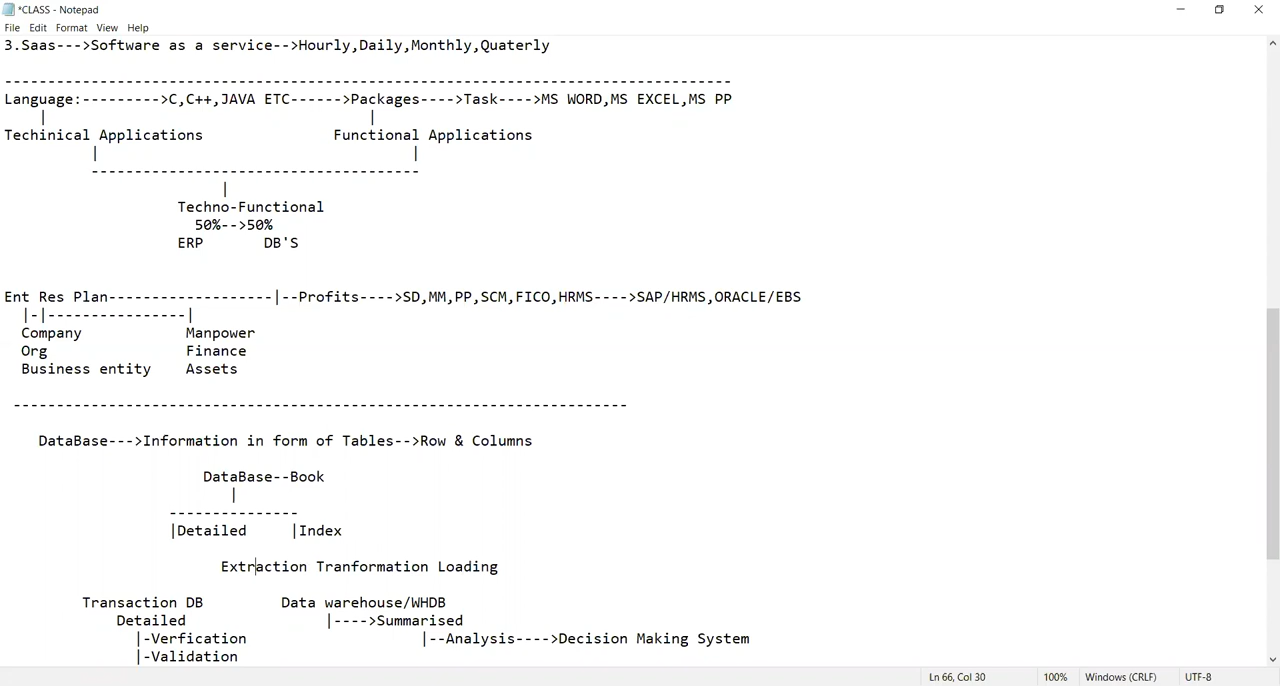 *CLASS - Notepad
File Edit Format View Help
3.Saas--->Software as a service-->Hourly,Daily,Monthly,Quaterly
------------------------------------------------------------------------------------
Language:--------->C,C++,JAVA ETC------>Packages---->Task---->MS WORD,MS EXCEL,MS PP
| |
Techinical Applications Functional Applications
| |
--------------------------------------
|
Techno-Functional
50%-->50%
ERP DB'S
Ent Res Plan-------------------|--Profits---->SD,MM,PP,SCM,FICO,HRMS---->SAP/HRMS,ORACLE/EBS
|-|----------------|
Company Manpower
Org Finance
Business entity Assets
-----------------------------------------------------------------------
DataBase--->Information in form of Tables-->Row & Columns
DataBase--Book
|
---------------
|Detailed |Index
Extraction Tranformation Loading
Transaction DB Data warehouse/WHDB
Detailed |---->Summarised
|-Verfication |--Analysis---->Decision Making System
|-Validation
Ln 66, Col 30 100% Windows (CRLF) UTF-8